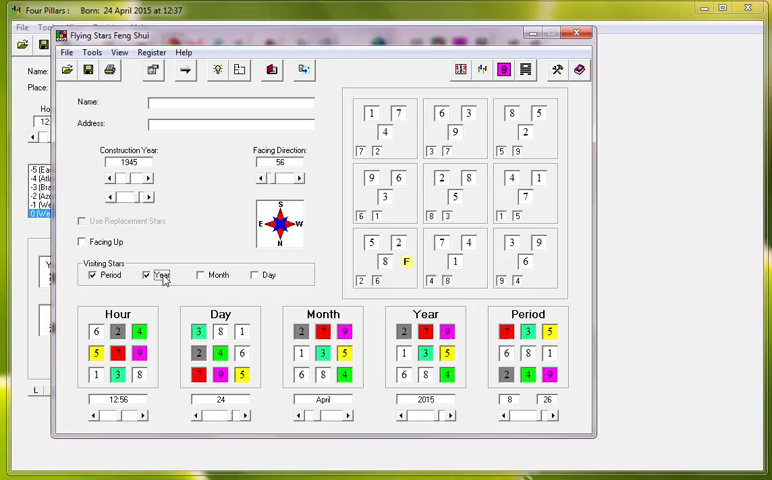 Four Pillars : Born: 24 April 2015 at 12:37
File
Flying Stars Feng Shui
File Tools View Register Help
Name:
Place:
Name:
Address:
Construction Year: Facing Direction:
1945 56
S
E W
N
Use Replacement Stars
Facing Up
Visiting Stars
Period Year Month Day
1 7 6 3 8 5
4 9 2
7 2 3 7 5 9
9 6 2 8 4 1
3 5 7
6 1 8 3 1 5
5 2 7 4 3 9
8 F 1 6
2 6 4 8 9 4
Hour Day Month Year Period
6 2 4 3 8 1 2 7 9 2 7 9 7 3 5
5 7 9 2 4 6 1 3 5 1 3 5 6 8 1
1 3 8 7 9 5 6 8 4 6 8 4 2 4 9
12:56 24 April 2015 8 26
L